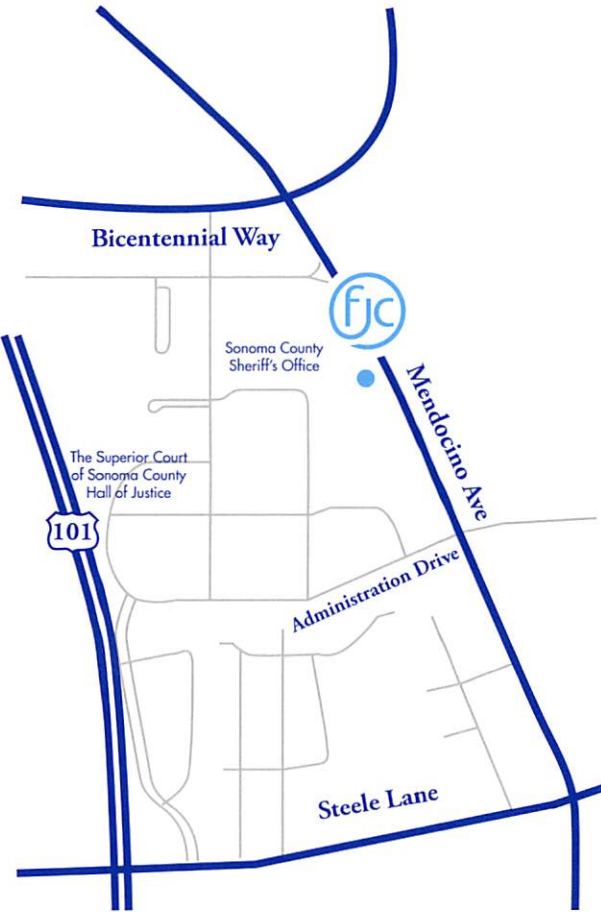 Bicentennial Way
fjc
Sonoma County
Sheriff's Office
Mendocino Ave
The Superior Court
of Sonoma County
Hall of Justice
101
Administration Drive
Steele Lane